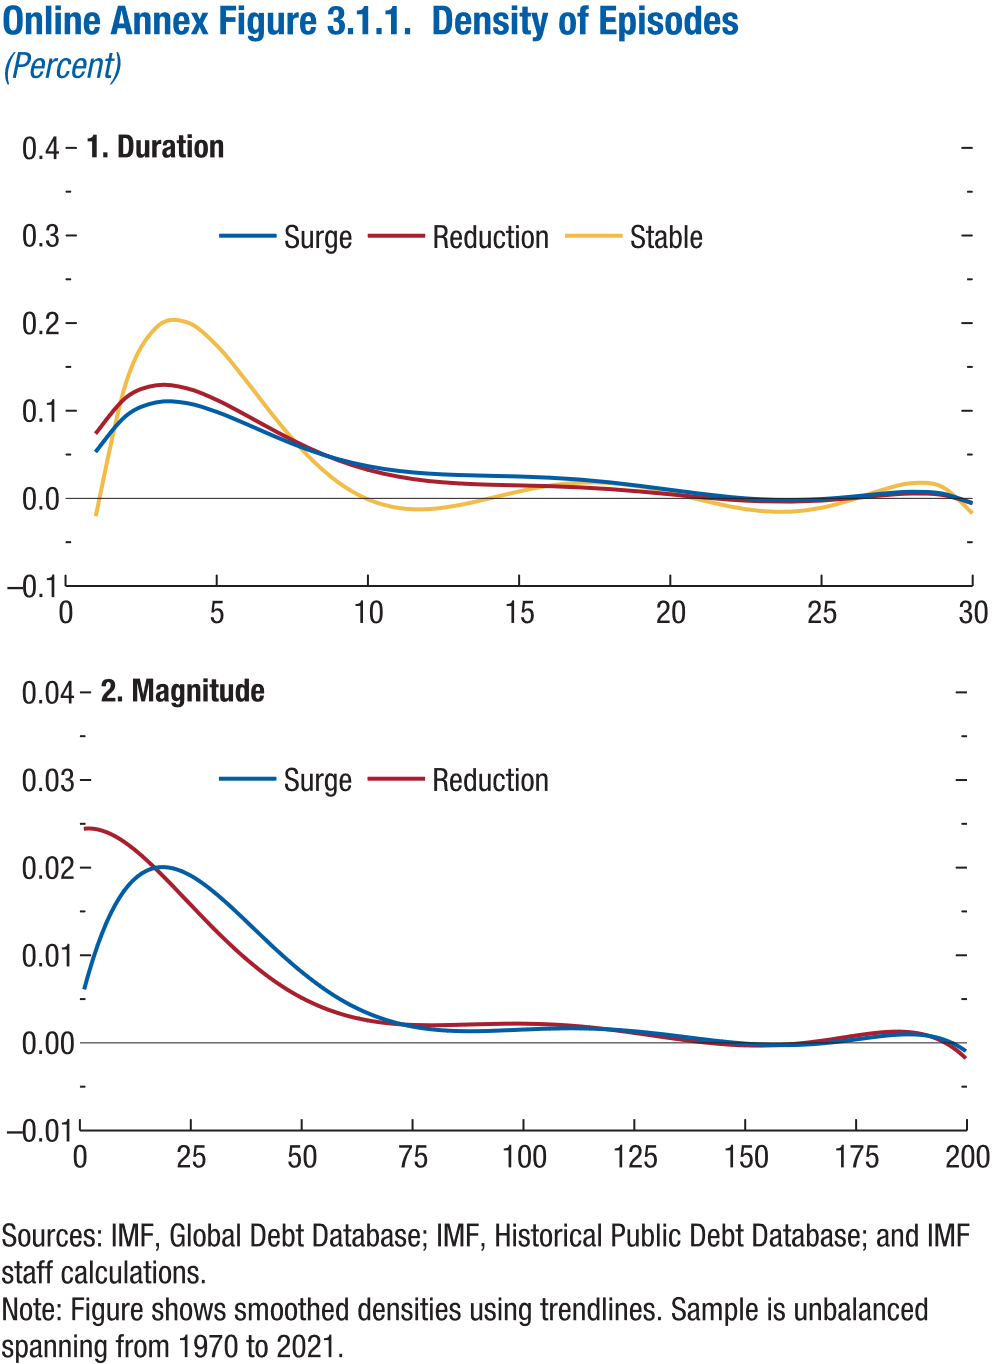 Online Annex Figure 3.1.1. Density of Episodes
(Percent)
0.4
1. Duration
0.3
Surge
Reduction
Stable
0.2
0.1
0.0
–0.1
0
5
10
15
20
25
30
0.04
2. Magnitude
0.03
Surge
Reduction
0.02
0.01
0.00
–0.01
0
25
50
75
100
125
150
175
200
Sources: IMF, Global Debt Database; IMF, Historical Public Debt Database; and IMF
staff calculations.
Note: Figure shows smoothed densities using trendlines. Sample is unbalanced
spanning from 1970 to 2021.